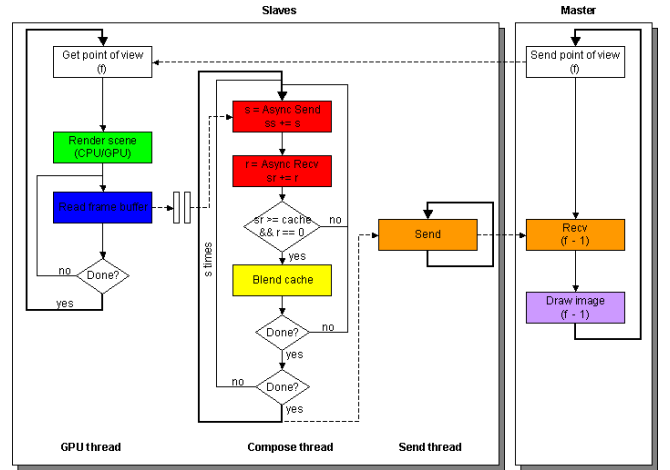 Slaves
Master
Get point of view
(f)
Send point of view
(f)
s = Async Send
ss += s
Render scene
(CPU/GPU)
r = Async Recv
sr += r
Read frame buffer
sr >= cache
&& r == 0
no
yes
Send
Recv
(f - 1)
s times
Done?
no
yes
Blend cache
Draw image
(f - 1)
Done?
no
yes
Done?
no
yes
GPU thread
Compose thread
Send thread